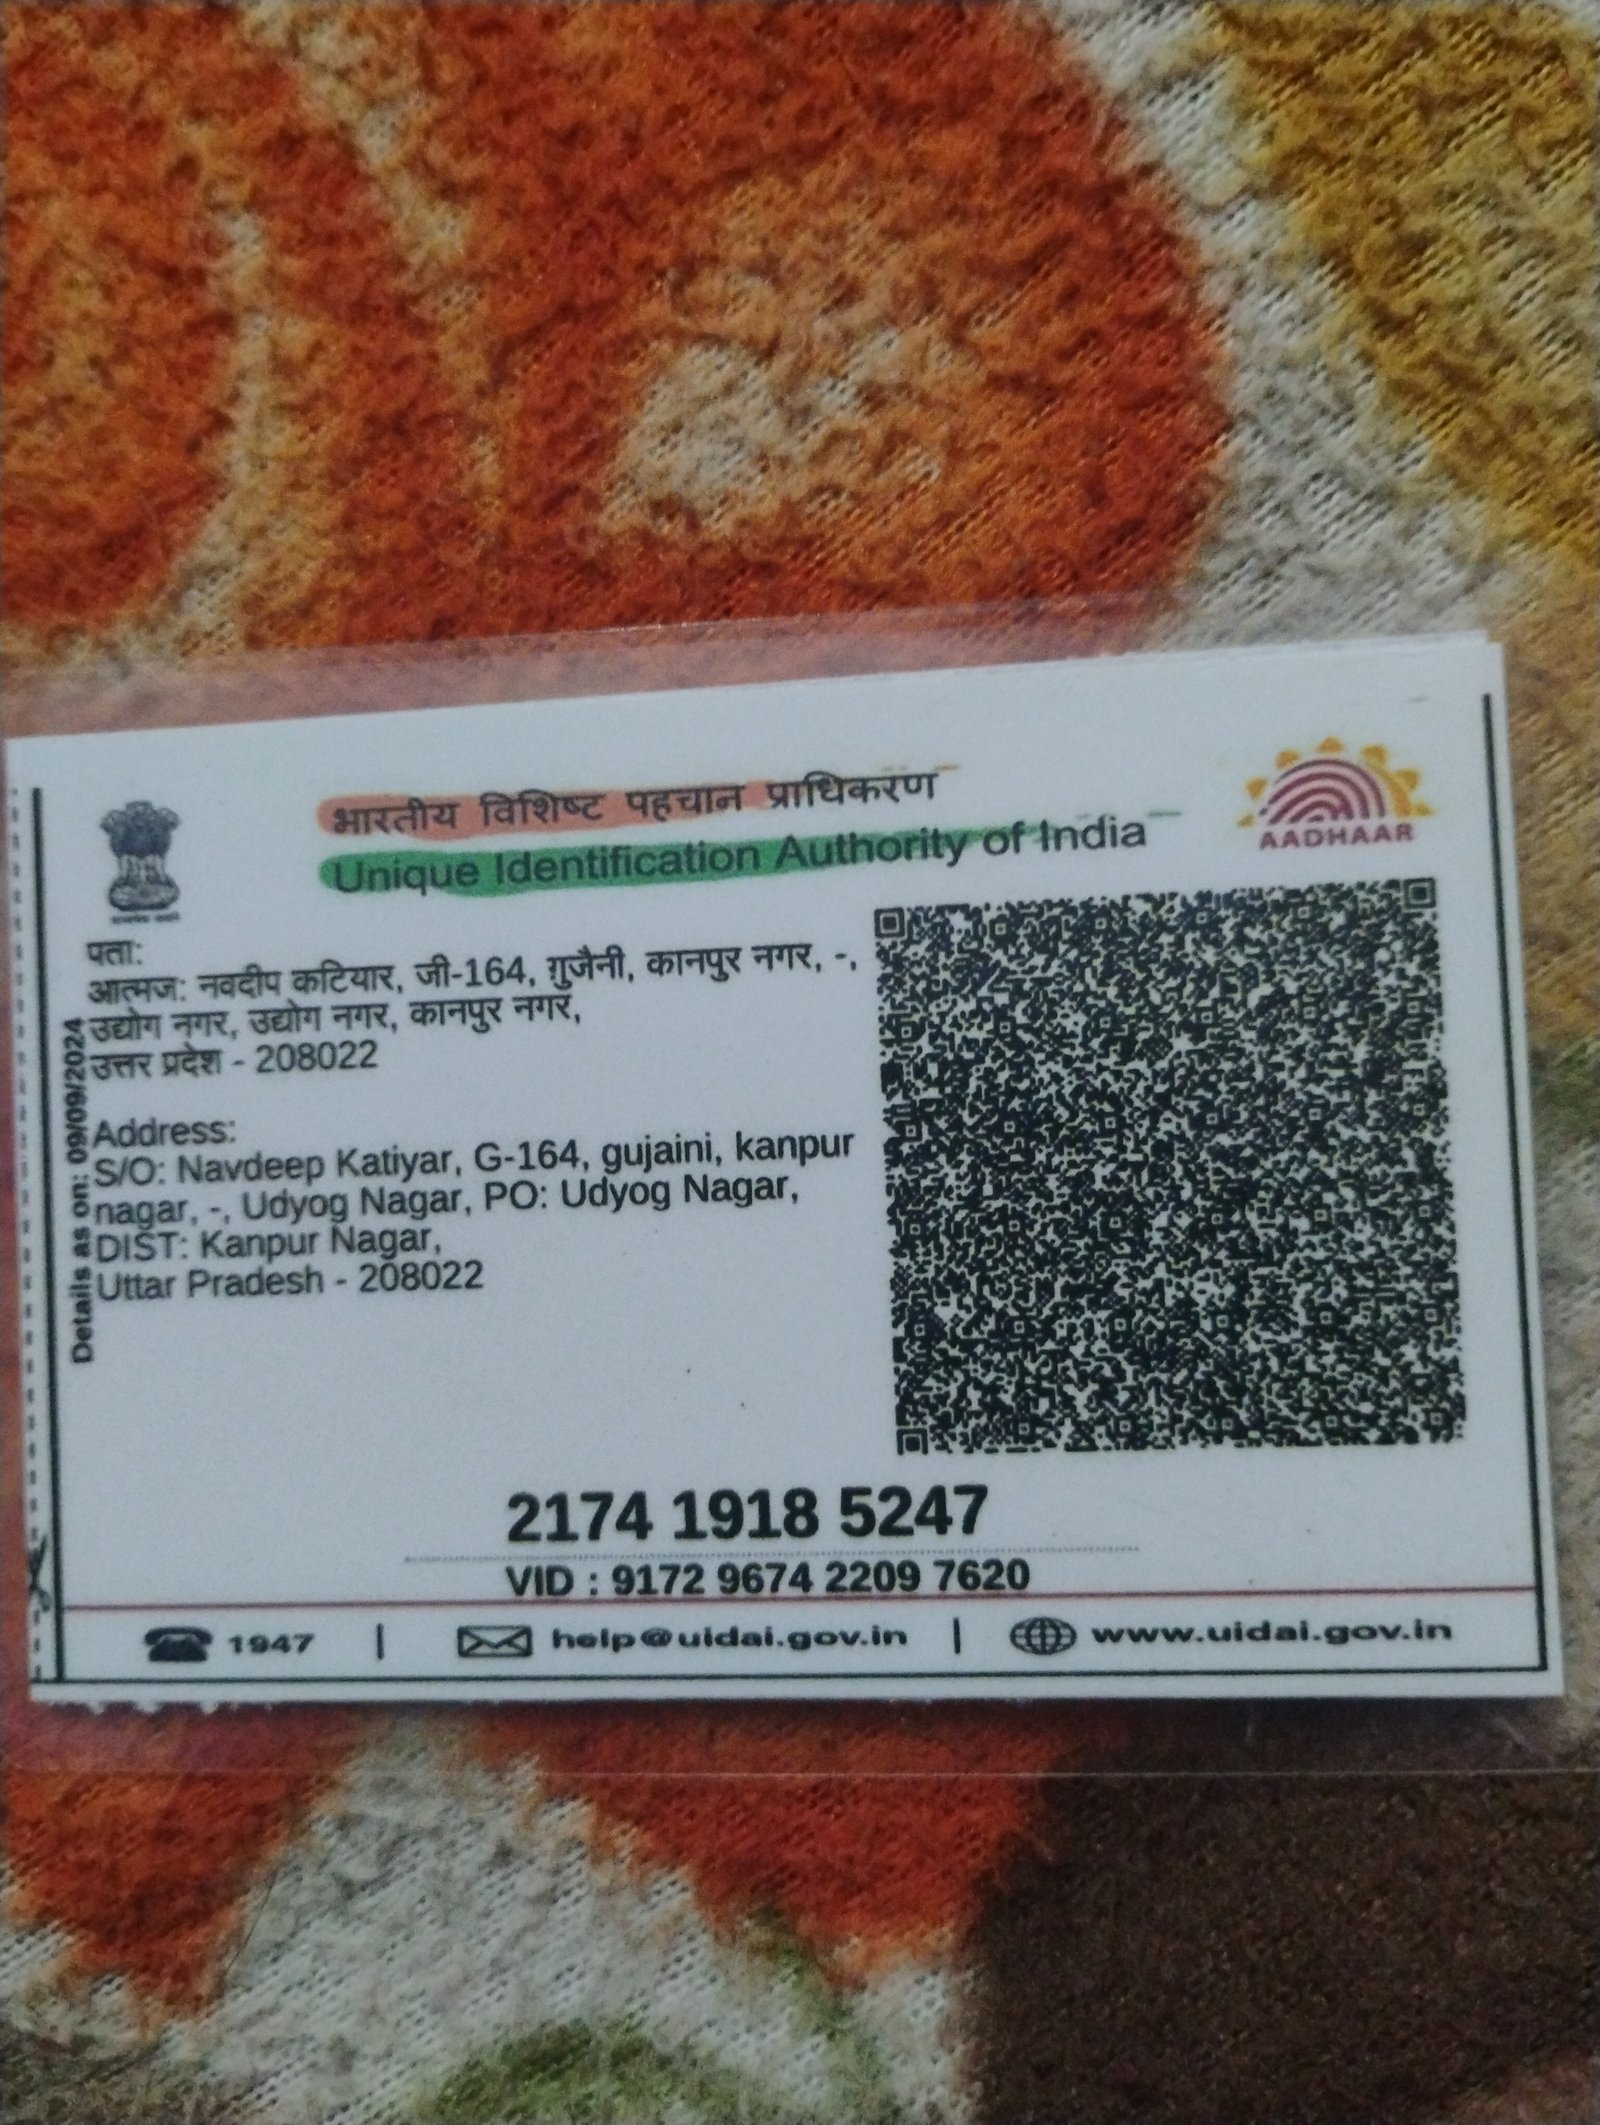 भारतीय विशिष्ट पहचान प्राधिकरण
Unique Identification Authority of India
AADHAAR
पता:
आत्मज: नवदीप कटियार, जी-164, गुजैनी, कानपुर नगर, -,
उद्योग नगर, उद्योग नगर, कानपुर नगर,
उत्तर प्रदेश - 208022
Details as on: 09/09/2024
Address:
S/O: Navdeep Katiyar, G-164, gujaini, kanpur
nagar, -, Udyog Nagar, PO: Udyog Nagar,
DIST: Kanpur Nagar,
Uttar Pradesh - 208022
2174 1918 5247
VID : 9172 9674 2209 7620
1947 | help@uidai.gov.in | www.uidai.gov.in